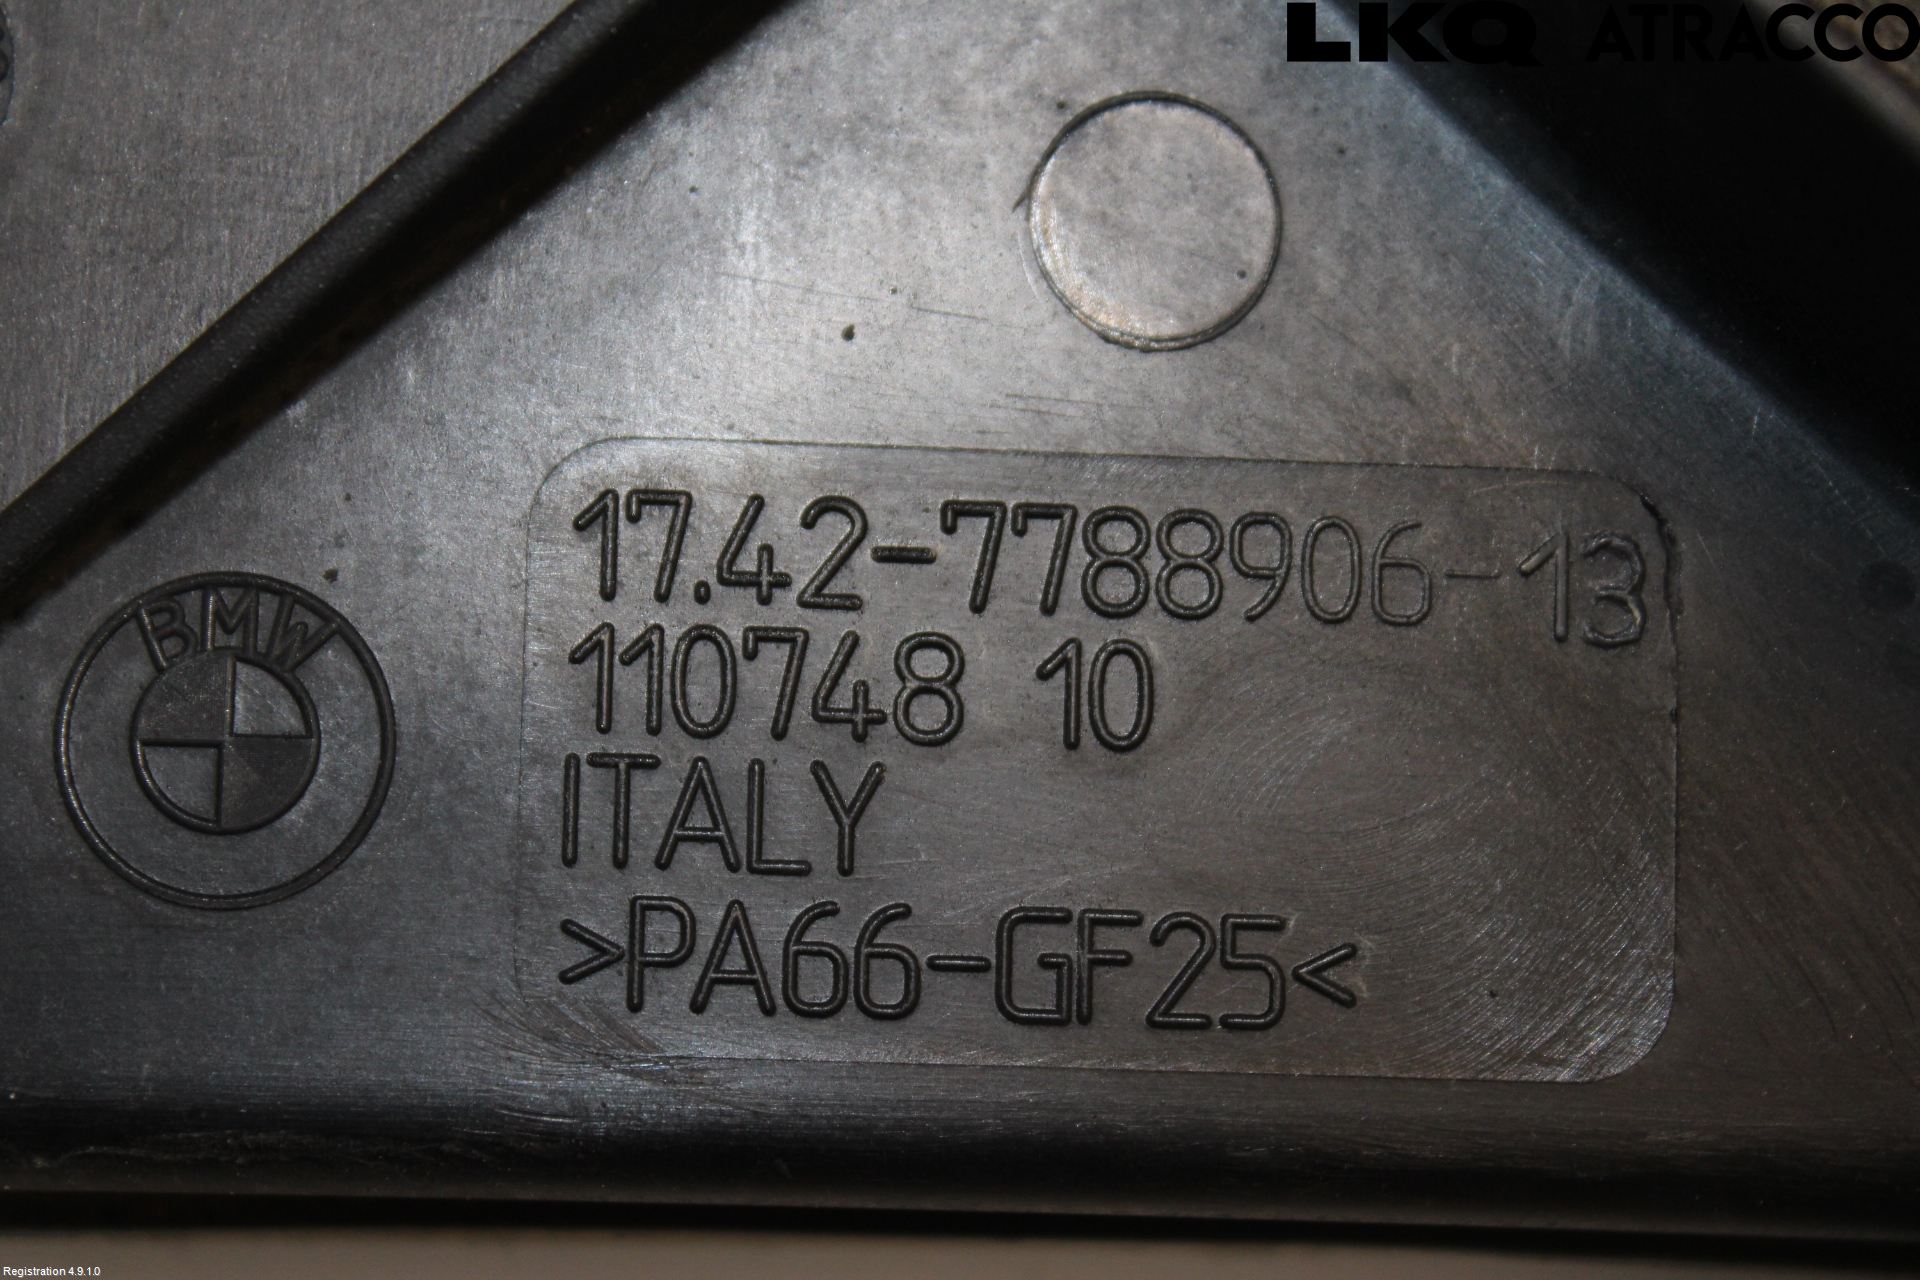 LKQ ATRACCO
17.42-7788906-13
110748 10
BMW
ITALY
>PA66-GF25<
Registration 4.9.1.0